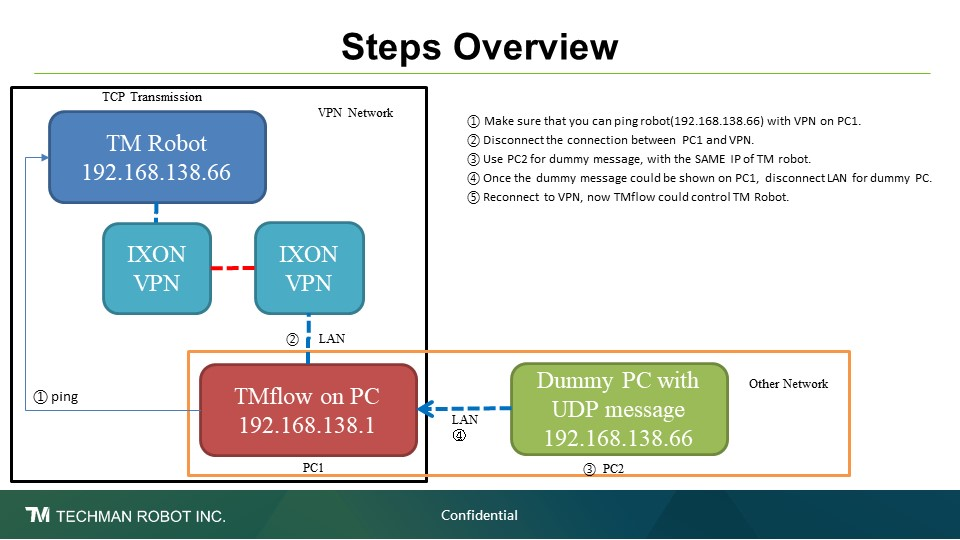 Steps Overview
TCP Transmission
VPN Network
TM Robot
192.168.138.66
① Make sure that you can ping robot(192.168.138.66) with VPN on PC1.
② Disconnect the connection between PC1 and VPN.
③ Use PC2 for dummy message, with the SAME IP of TM robot.
④ Once the dummy message could be shown on PC1, disconnect LAN for dummy PC.
⑤ Reconnect to VPN, now TMflow could control TM Robot.
IXON
VPN
IXON
VPN
② LAN
① ping
TMflow on PC
192.168.138.1
PC1
LAN
④
Dummy PC with
UDP message
192.168.138.66
③ PC2
Other Network
TM TECHMAN ROBOT INC.
Confidential